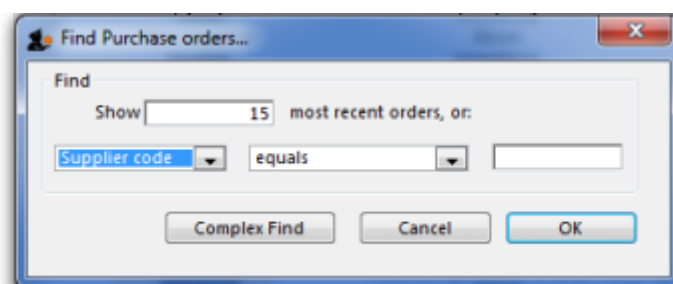 Find Purchase orders...
Find
Show 15 most recent orders, or:
Supplier code equals
Complex Find Cancel OK